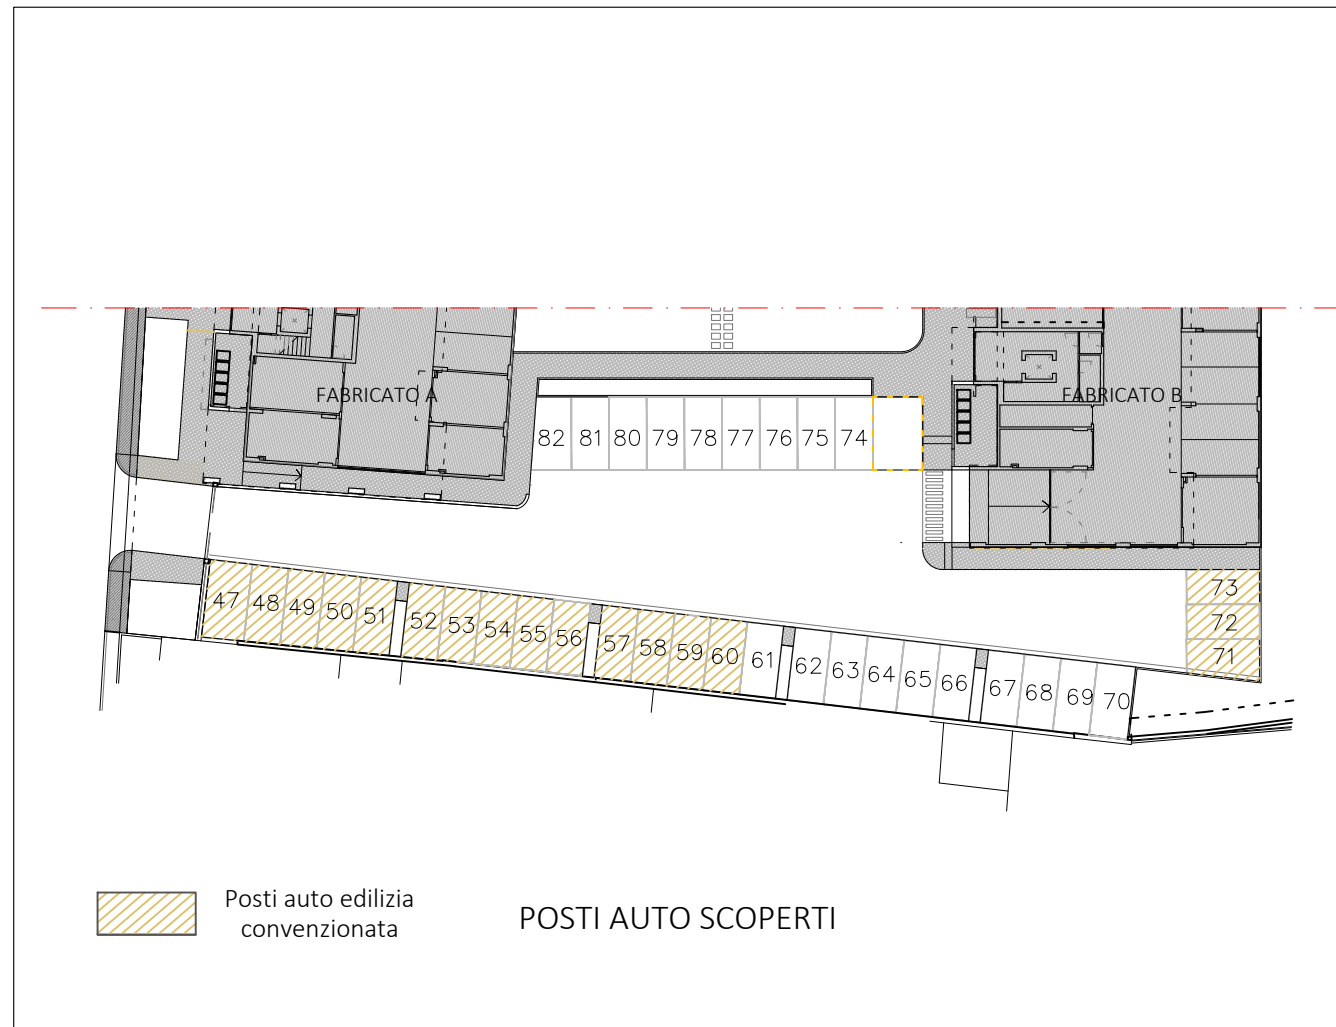 FABRICATO A
FABRICATO B
82 81 80 79 78 77 76 75 74
73
72
71
47 48 49 50 51 52 53 54 55 56 57 58 59 60 61 62 63 64 65 66 67 68 69 70
Posti auto edilizia
convenzionata
POSTI AUTO SCOPERTI